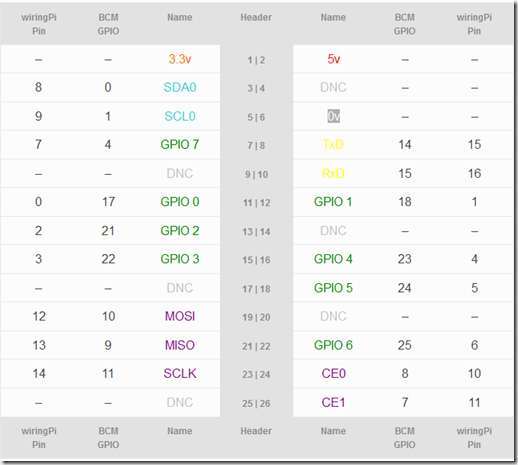 wiringPi Pin BCM GPIO Name Header Name BCM GPIO wiringPi Pin
– – 3.3v 1 | 2 5v – –
8 0 SDA0 3 | 4 DNC – –
9 1 SCL0 5 | 6 0v – –
7 4 GPIO 7 7 | 8 TxD 14 15
– – DNC 9 | 10 RxD 15 16
0 17 GPIO 0 11 | 12 GPIO 1 18 1
2 21 GPIO 2 13 | 14 DNC – –
3 22 GPIO 3 15 | 16 GPIO 4 23 4
– – DNC 17 | 18 GPIO 5 24 5
12 10 MOSI 19 | 20 DNC – –
13 9 MISO 21 | 22 GPIO 6 25 6
14 11 SCLK 23 | 24 CE0 8 10
– – DNC 25 | 26 CE1 7 11
wiringPi Pin BCM GPIO Name Header Name BCM GPIO wiringPi Pin